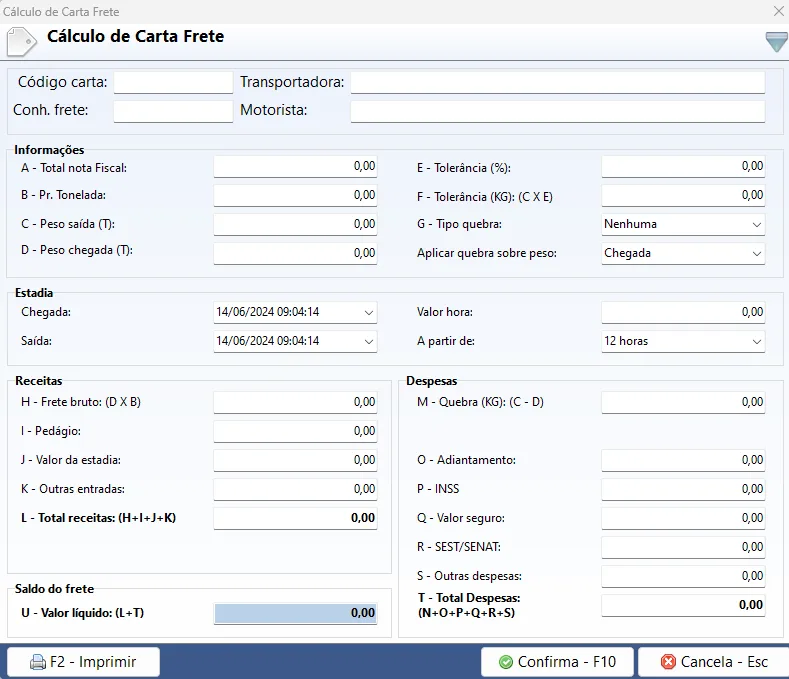 Cálculo de Carta Frete
Cálculo de Carta Frete
Código carta: Transportadora:
Conh. frete: Motorista:
Informações
A - Total nota Fiscal: 0,00 E - Tolerância (%): 0,00
B - Pr. Tonelada: 0,00 F - Tolerância (KG): (C X E) 0,00
C - Peso saída (T): 0,00 G - Tipo quebra: Nenhuma
D - Peso chegada (T): 0,00 Aplicar quebra sobre peso: Chegada
Estadia
Chegada: 14/06/2024 09:04:14 Valor hora: 0,00
Saída: 14/06/2024 09:04:14 A partir de: 12 horas
Receitas
H - Frete bruto: (D X B) 0,00
I - Pedágio: 0,00
J - Valor da estadia: 0,00
K - Outras entradas: 0,00
L - Total receitas: (H+I+J+K) 0,00
Despesas
M - Quebra (KG): (C - D) 0,00
O - Adiantamento: 0,00
P - INSS 0,00
Q - Valor seguro: 0,00
R - SEST/SENAT: 0,00
S - Outras despesas: 0,00
T - Total Despesas:
(N+O+P+Q+R+S) 0,00
Saldo do frete
U - Valor líquido: (L+T) 0,00
F2 - Imprimir Confirma - F10 Cancela - Esc